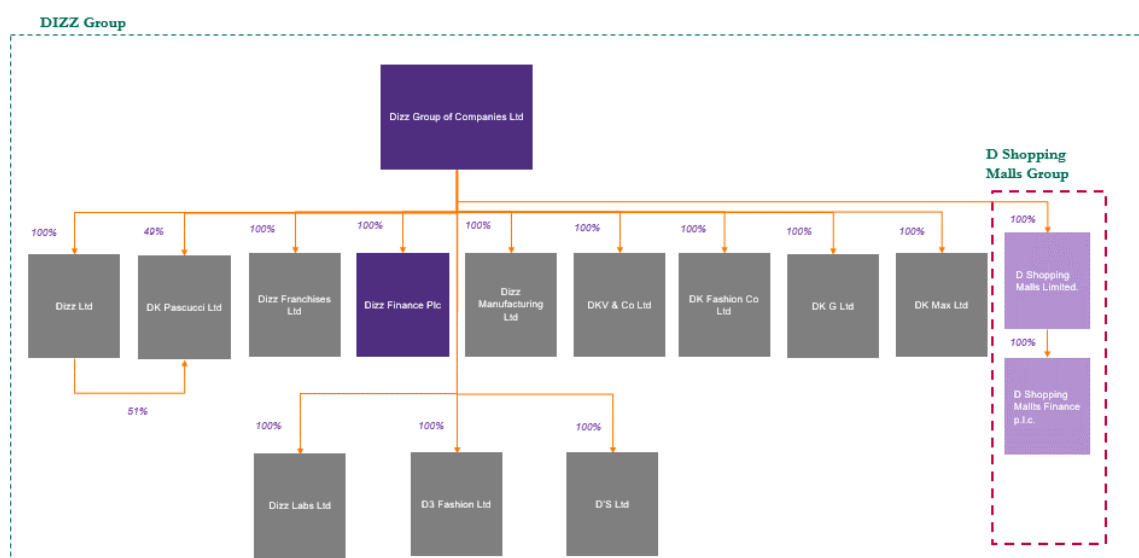 DIZZ Group
Dizz Group of Companies Ltd
D Shopping
Malls Group
100%
49%
100%
100%
100%
100%
100%
100%
100%
100%
Dizz Ltd
DK Pascucci Ltd
Dizz Franchises
Ltd
Dizz Finance Plc
Dizz
Manufacturing
Ltd
DKV & Co Ltd
DK Fashion Co
Ltd
DK G Ltd
DK Max Ltd
D Shopping
Malls Limited.
100%
D Shopping
Mallts Finance
p.l.c.
51%
100%
100%
100%
Dizz Labs Ltd
D3 Fashion Ltd
D'S Ltd